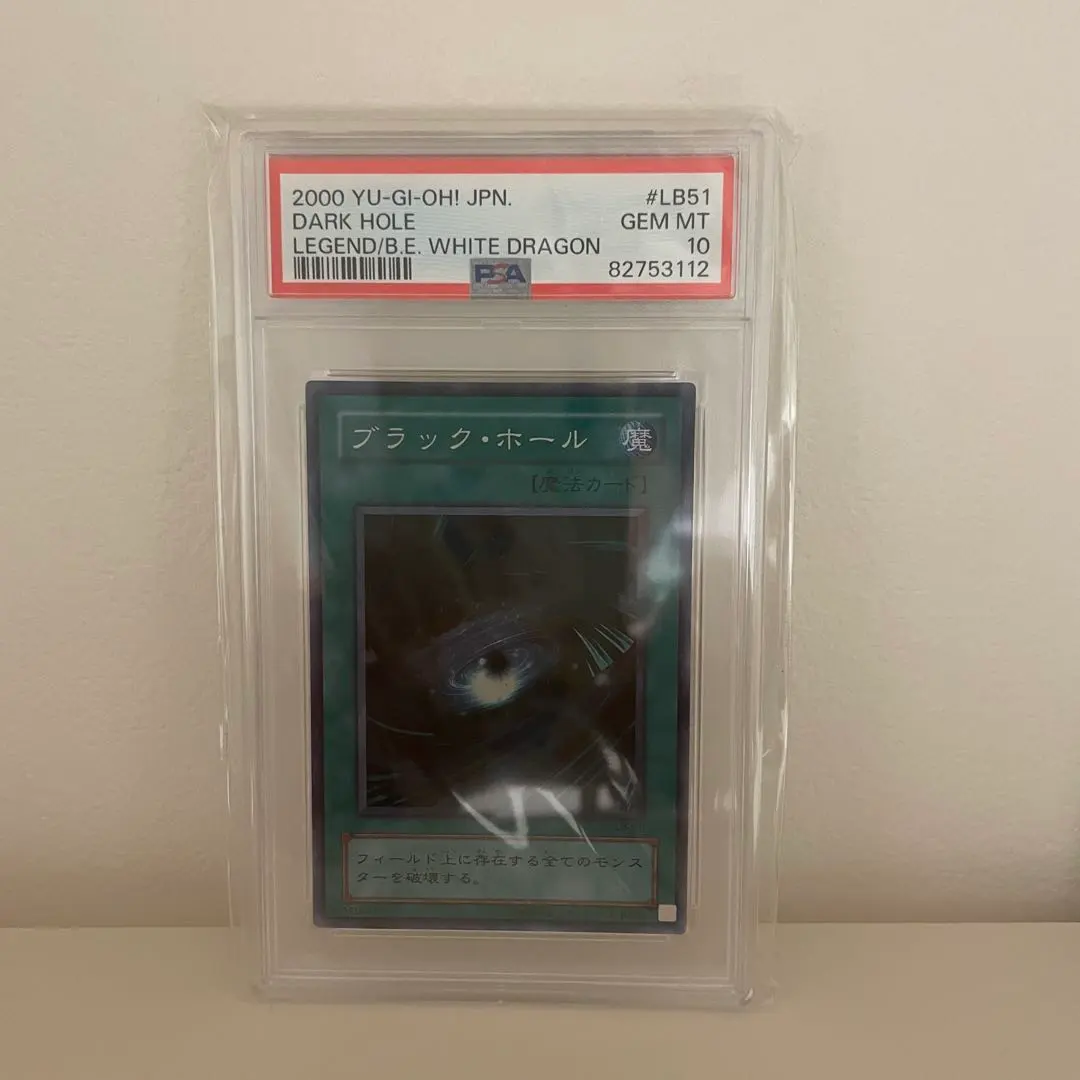 2000 YU-GI-OH! JPN. #LB51
DARK HOLE GEM MT
LEGEND/B.E. WHITE DRAGON 10
PSA 82753112
ブラック・ホール 魔
[魔法カード]
フィールド上に存在する全てのモンス
ターを破壊する。